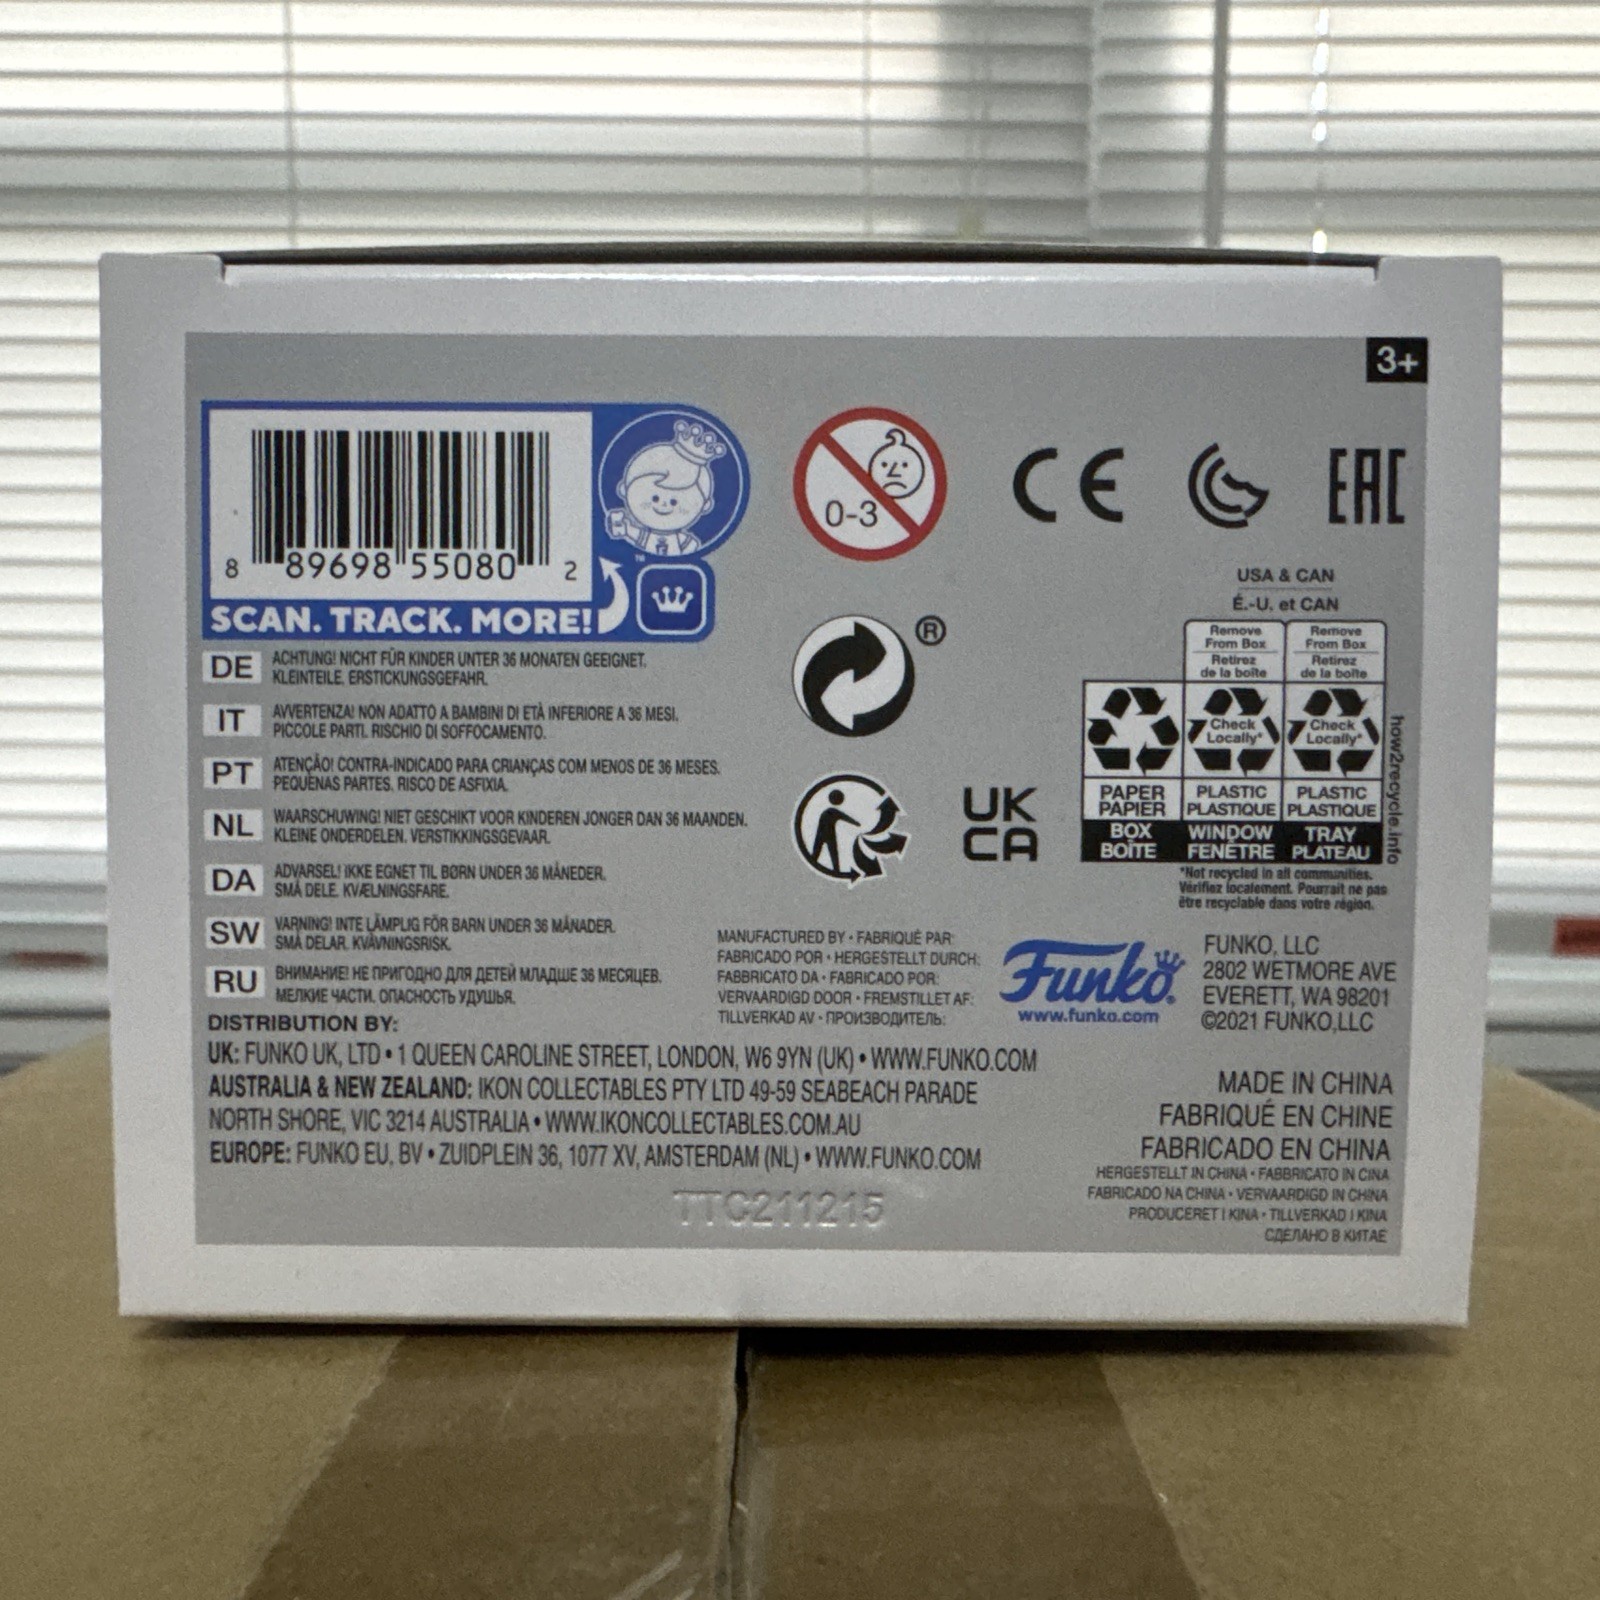 3+
8 89698 55080 2
SCAN. TRACK. MORE!
™
0-3
CE
EAC
DE
ACHTUNG! NICHT FÜR KINDER UNTER 36 MONATEN GEEIGNET.
KLEINTEILE. ERSTICKUNGSGEFAHR.
IT
AVVERTENZA! NON ADATTO A BAMBINI DI ETÀ INFERIORE A 36 MESI.
PICCOLE PARTI. RISCHIO DI SOFFOCAMENTO.
PT
ATENÇÃO! CONTRA-INDICADO PARA CRIANÇAS COM MENOS DE 36 MESES.
PEQUENAS PARTES. RISCO DE ASFIXIA.
NL
WAARSCHUWING! NIET GESCHIKT VOOR KINDEREN JONGER DAN 36 MAANDEN.
KLEINE ONDERDELEN. VERSTIKKINGSGEVAAR.
DA
ADVARSEL! IKKE EGNET TIL BØRN UNDER 36 MÅNEDER.
SMÅ DELE. KVÆLNINGSFARE.
SW
VARNING! INTE LÄMPLIG FÖR BARN UNDER 36 MÅNADER.
SMÅ DELAR. KVÄVNINGSRISK.
RU
ВНИМАНИЕ! НЕ ПРИГОДНО ДЛЯ ДЕТЕЙ МЛАДШЕ 36 МЕСЯЦЕВ.
МЕЛКИЕ ЧАСТИ. ОПАСНОСТЬ УДУШЬЯ.
®
UK
CA
USA & CAN
É.-U. et CAN
Remove From Box
Retirez de la boîte
Remove From Box
Retirez de la boîte
Check Locally*
Check Locally*
PAPER PAPIER
PLASTIC PLASTIQUE
PLASTIC PLASTIQUE
BOX BOÎTE
WINDOW FENÊTRE
TRAY PLATEAU
how2recycle.info
*Not recycled in all communities.
Vérifiez localement. Pourrait ne pas
être recyclable dans votre région.
MANUFACTURED BY • FABRIQUÉ PAR:
FABRICADO POR • HERGESTELLT DURCH:
FABBRICATO DA • FABRICADO POR:
VERVAARDIGD DOOR • FREMSTILLET AF:
TILLVERKAD AV • ПРОИЗВОДИТЕЛЬ:
Funko®
www.funko.com
FUNKO, LLC
2802 WETMORE AVE
EVERETT, WA 98201
©2021 FUNKO,LLC
DISTRIBUTION BY:
UK: FUNKO UK, LTD • 1 QUEEN CAROLINE STREET, LONDON, W6 9YN (UK) • WWW.FUNKO.COM
AUSTRALIA & NEW ZEALAND: IKON COLLECTABLES PTY LTD 49-59 SEABEACH PARADE
NORTH SHORE, VIC 3214 AUSTRALIA • WWW.IKONCOLLECTABLES.COM.AU
EUROPE: FUNKO EU, BV • ZUIDPLEIN 36, 1077 XV, AMSTERDAM (NL) • WWW.FUNKO.COM
TTC211215
MADE IN CHINA
FABRIQUÉ EN CHINE
FABRICADO EN CHINA
HERGESTELLT IN CHINA • FABBRICATO IN CINA
FABRICADO NA CHINA • VERVAARDIGD IN CHINA
PRODUCERET I KINA • TILLVERKAD I KINA
СДЕЛАНО В КИТАЕ